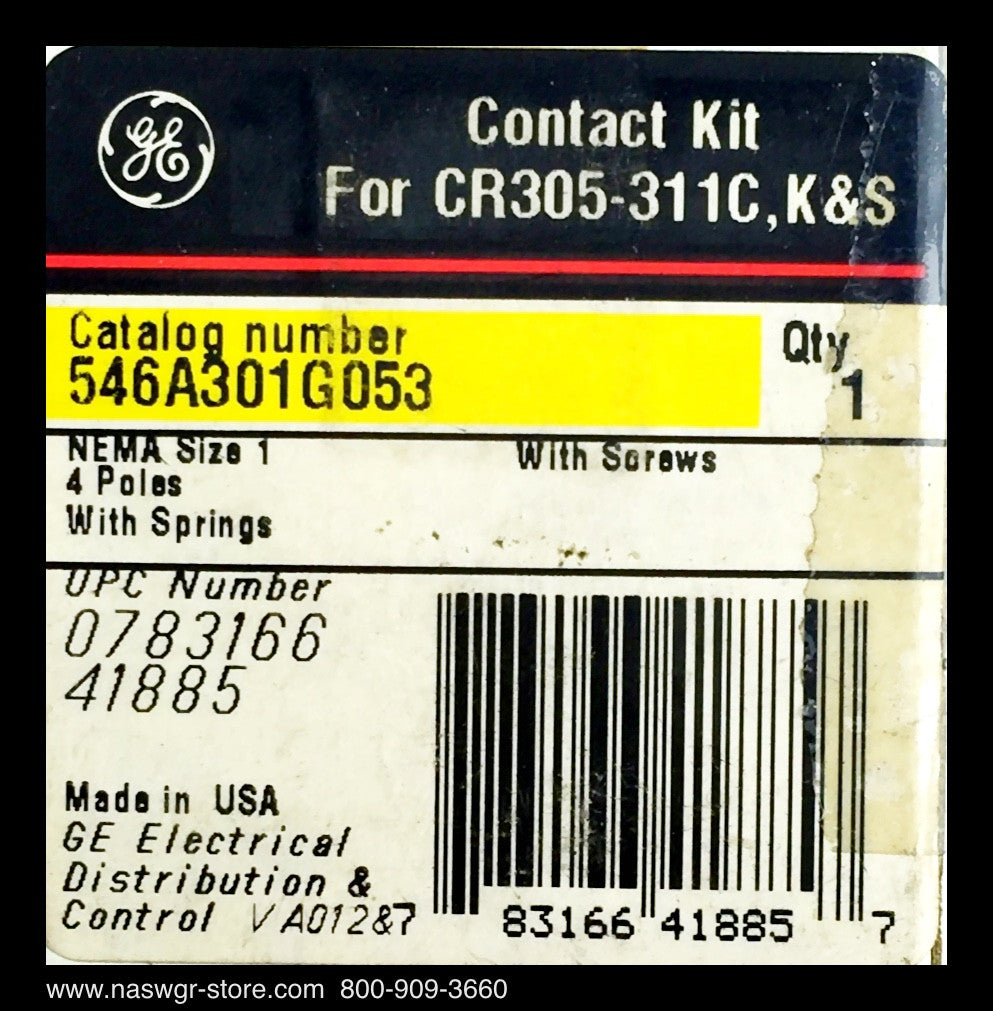 GE
Contact Kit
For CR305-311C,K&S
Catalog number
546A301G053
Qty
1
NEMA Size 1
With Screws
4 Poles
With Springs
UPC Number
0783166
41885
Made in USA
GE Electrical
Distribution &
Control VA012&7
83166 41885 7
www.naswgr-store.com 800-909-3660